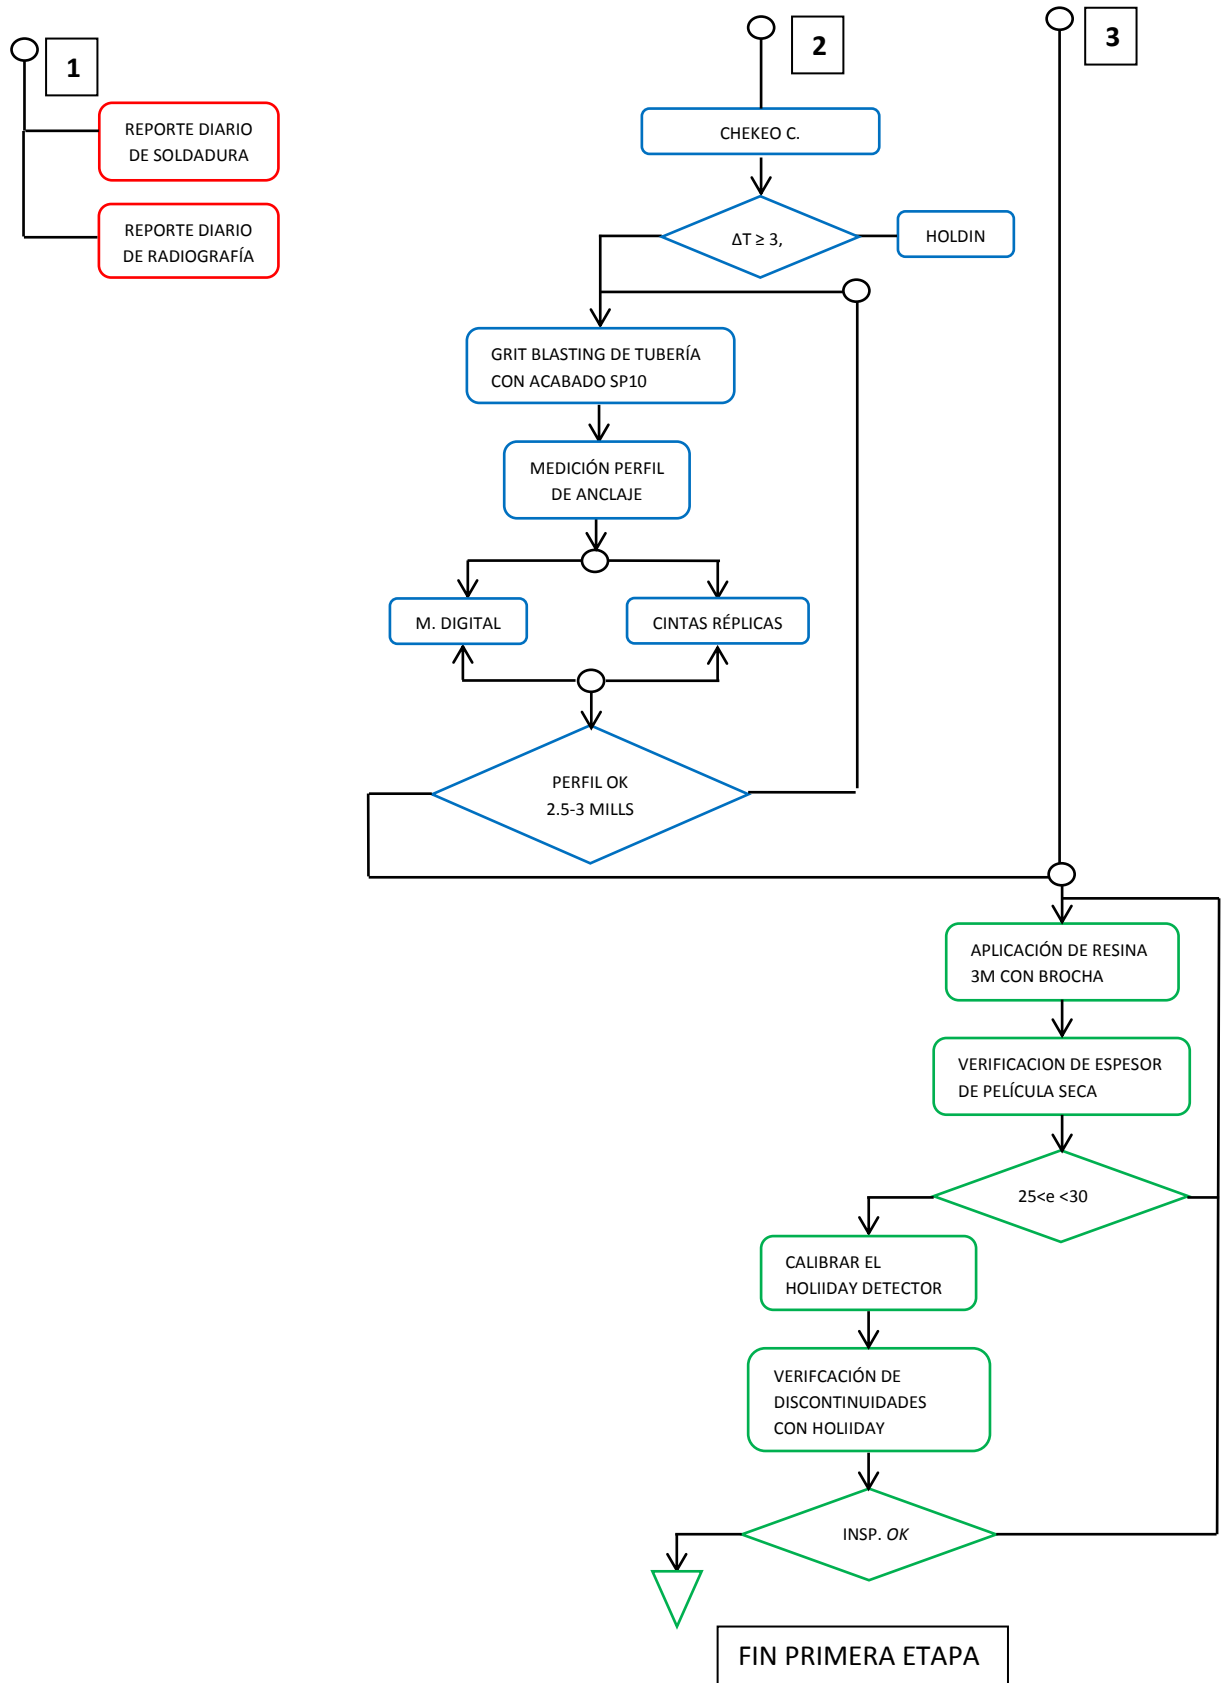 1
2
3
REPORTE DIARIO
DE SOLDADURA
REPORTE DIARIO
DE RADIOGRAFÍA
CHEKEO C.
ΔT ≥ 3,
HOLDIN
GRIT BLASTING DE TUBERÍA
CON ACABADO SP10
MEDICIÓN PERFIL
DE ANCLAJE
M. DIGITAL
CINTAS RÉPLICAS
PERFIL OK
2.5-3 MILLS
APLICACIÓN DE RESINA
3M CON BROCHA
VERIFICACION DE ESPESOR
DE PELÍCULA SECA
25<e <30
CALIBRAR EL
HOLIIDAY DETECTOR
VERIFCACIÓN DE
DISCONTINUIDADES
CON HOLIIDAY
INSP. OK
FIN PRIMERA ETAPA